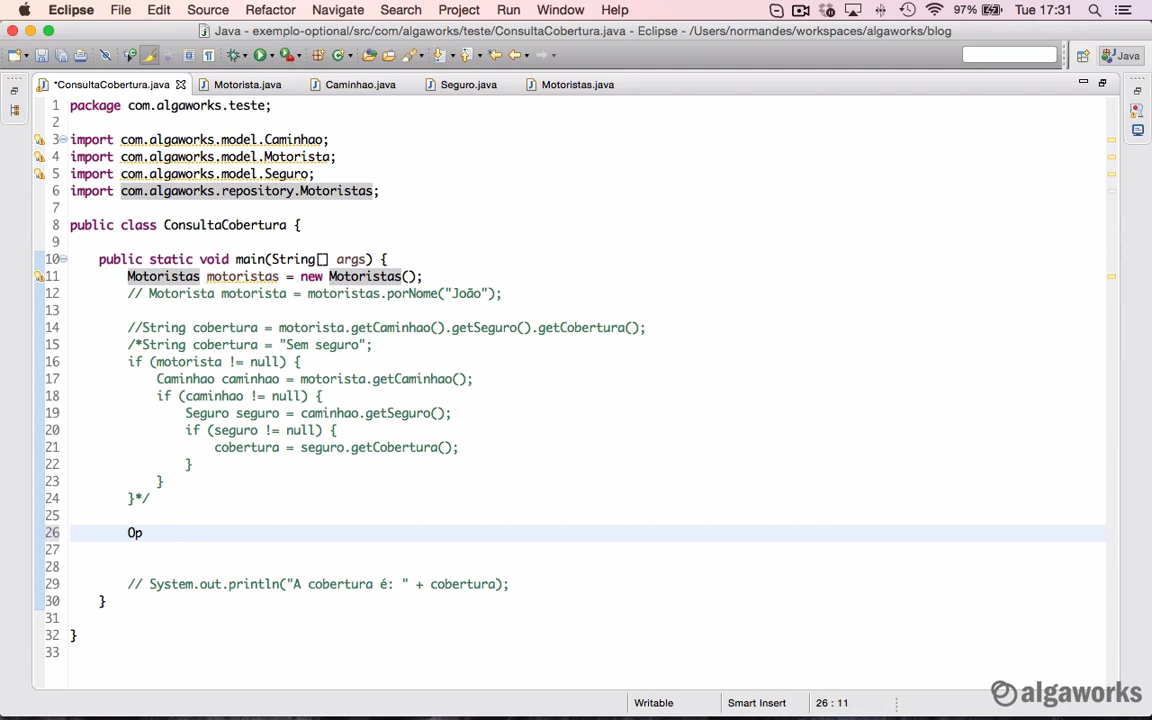 Eclipse File Edit Source Refactor Navigate Search Project Run Window Help 97% Tue 17:31
Java - exemplo-optional/src/com/algaworks/teste/ConsultaCobertura.java - Eclipse - /Users/normandes/workspaces/algaworks/blog
Java
*ConsultaCobertura.java Motorista.java Caminhao.java Seguro.java Motoristas.java
1 package com.algaworks.teste;
2
3 import com.algaworks.model.Caminhao;
4 import com.algaworks.model.Motorista;
5 import com.algaworks.model.Seguro;
6 import com.algaworks.repository.Motoristas;
7
8 public class ConsultaCobertura {
9
10 public static void main(String[] args) {
11 Motoristas motoristas = new Motoristas();
12 // Motorista motorista = motoristas.porNome("João");
13
14 //String cobertura = motorista.getCaminhao().getSeguro().getCobertura();
15 /*String cobertura = "Sem seguro";
16 if (motorista != null) {
17 Caminhao caminhao = motorista.getCaminhao();
18 if (caminhao != null) {
19 Seguro seguro = caminhao.getSeguro();
20 if (seguro != null) {
21 cobertura = seguro.getCobertura();
22 }
23 }
24 }*/
25
26 Op
27
28
29 // System.out.println("A cobertura é: " + cobertura);
30 }
31
32 }
33
algaworks
Writable Smart Insert 26 : 11